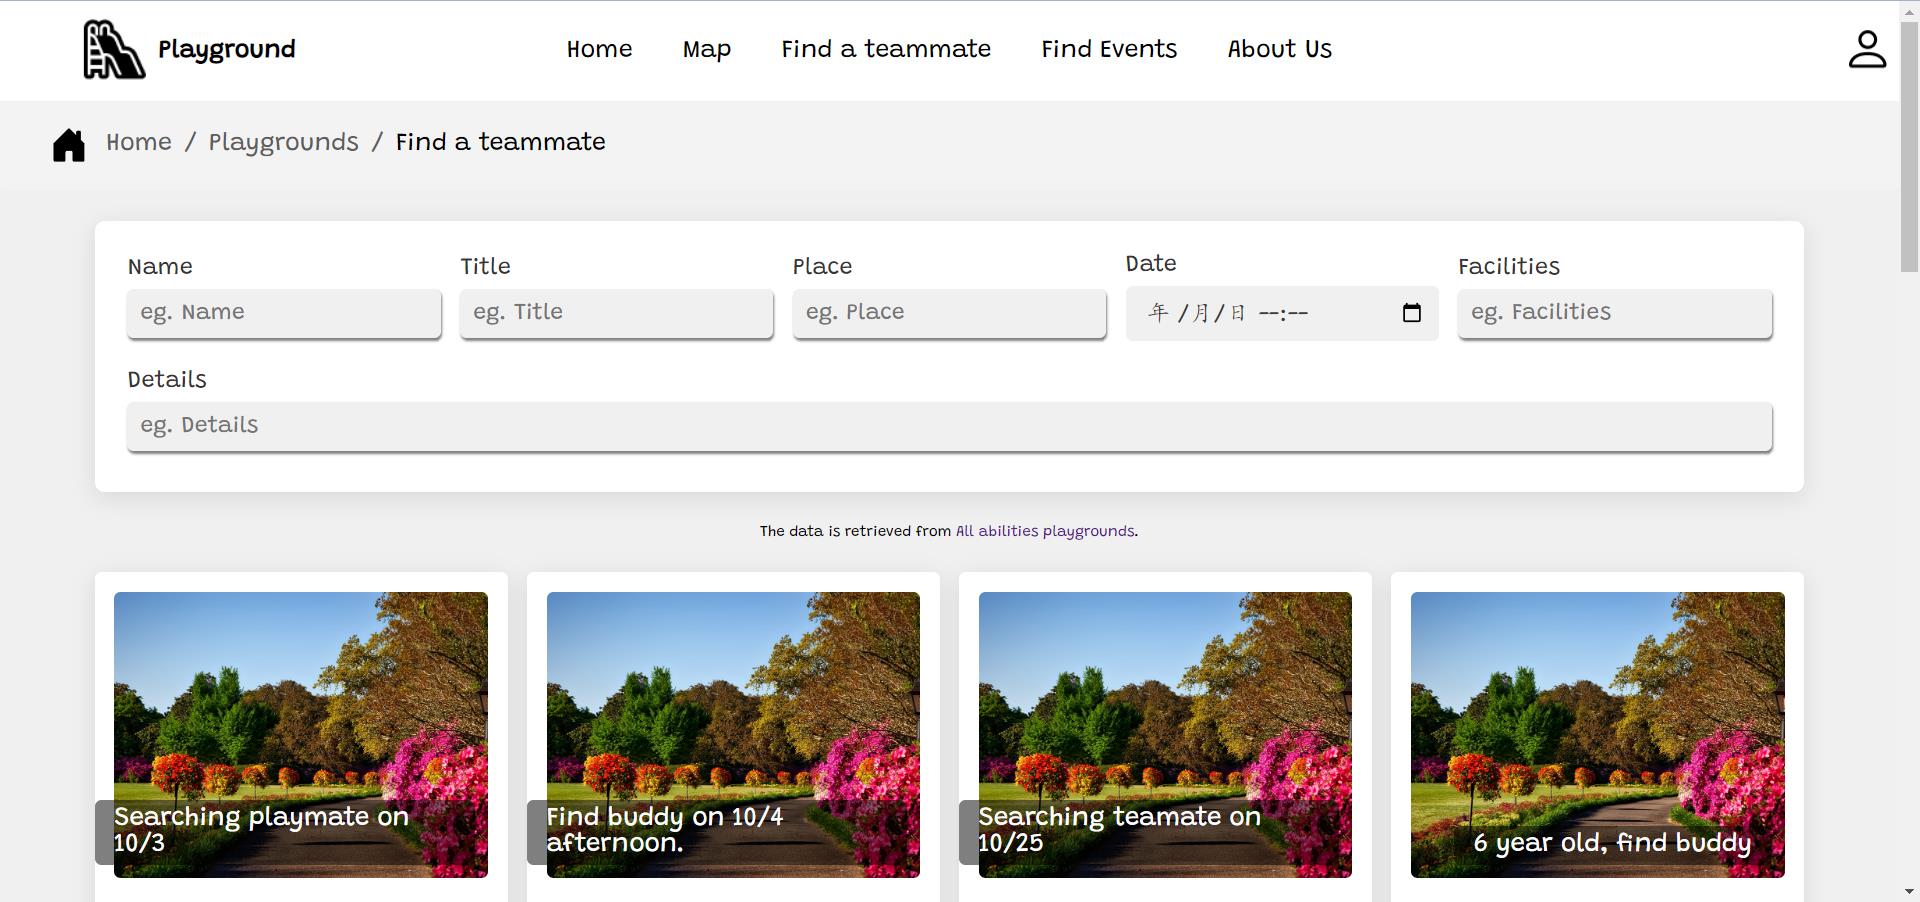 Playground
Home
Map
Find a teammate
Find Events
About Us
Home / Playgrounds / Find a teammate
Name
Title
Place
Date
Facilities
eg. Name
eg. Title
eg. Place
年 /月/日 --:--
eg. Facilities
Details
eg. Details
The data is retrieved from All abilities playgrounds.
Searching playmate on
10/3
Find buddy on 10/4
afternoon.
Searching teamate on
10/25
6 year old, find buddy